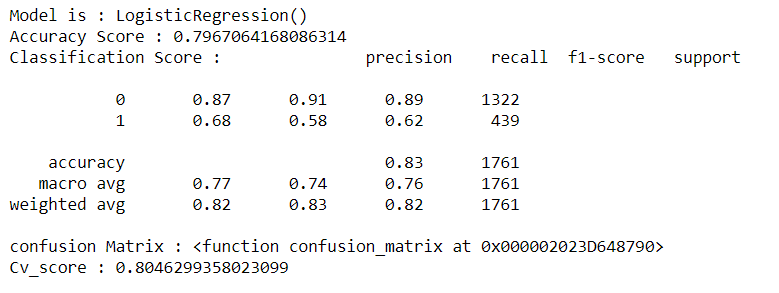 Model is : LogisticRegression()
Accuracy Score : 0.7967064168086314
Classification Score :               precision    recall  f1-score   support
0       0.87      0.91      0.89      1322
1       0.68      0.58      0.62       439
accuracy                           0.83      1761
macro avg       0.77      0.74      0.76      1761
weighted avg       0.82      0.83      0.82      1761
confusion Matrix : <function confusion_matrix at 0x000002023D648790>
Cv_score : 0.8046299358023099